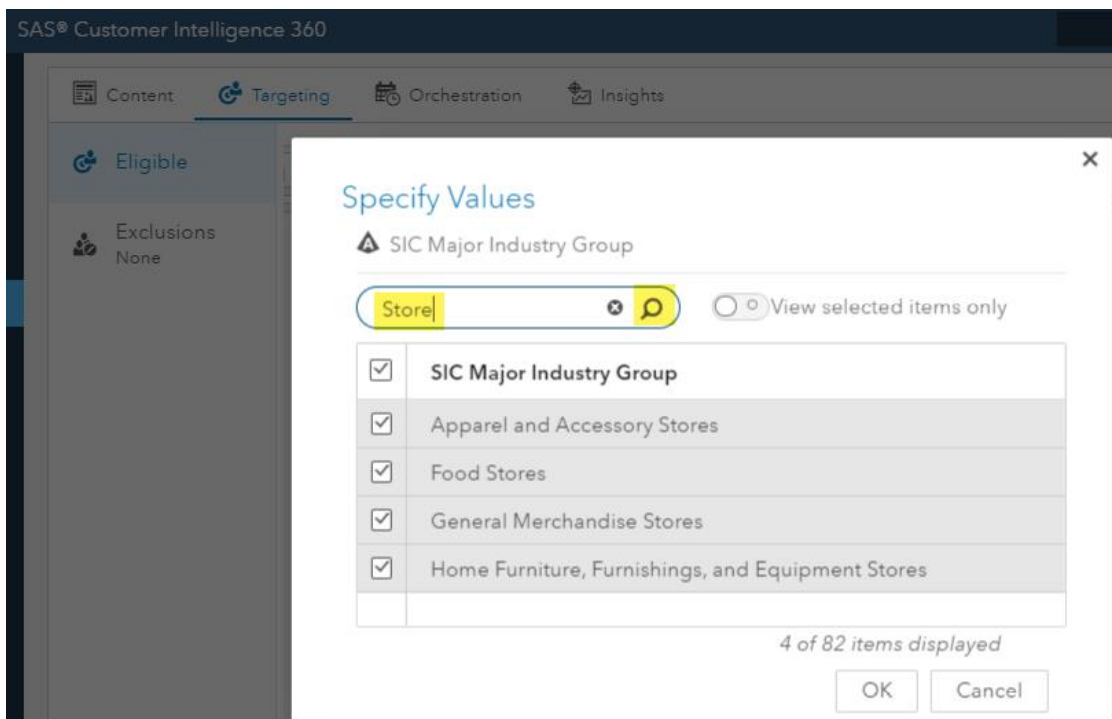 SAS® Customer Intelligence 360
Content Targeting Orchestration Insights
Eligible
Exclusions
None
Specify Values
SIC Major Industry Group
Store
View selected items only
SIC Major Industry Group
Apparel and Accessory Stores
Food Stores
General Merchandise Stores
Home Furniture, Furnishings, and Equipment Stores
4 of 82 items displayed
OK Cancel